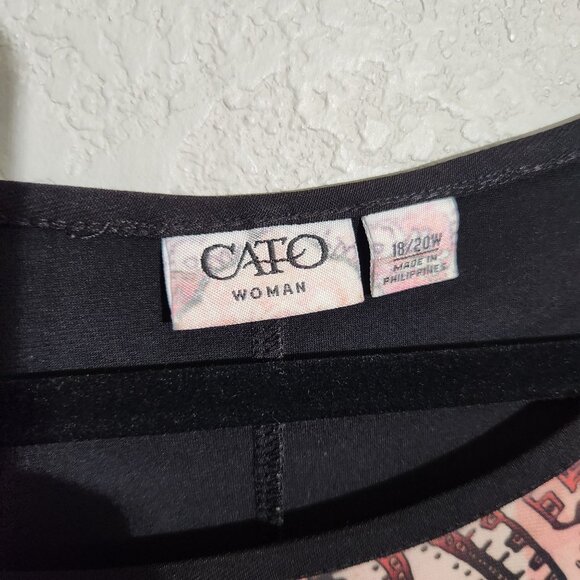 CATO
WOMAN
18/20W
MADE IN
PHILIPPINES